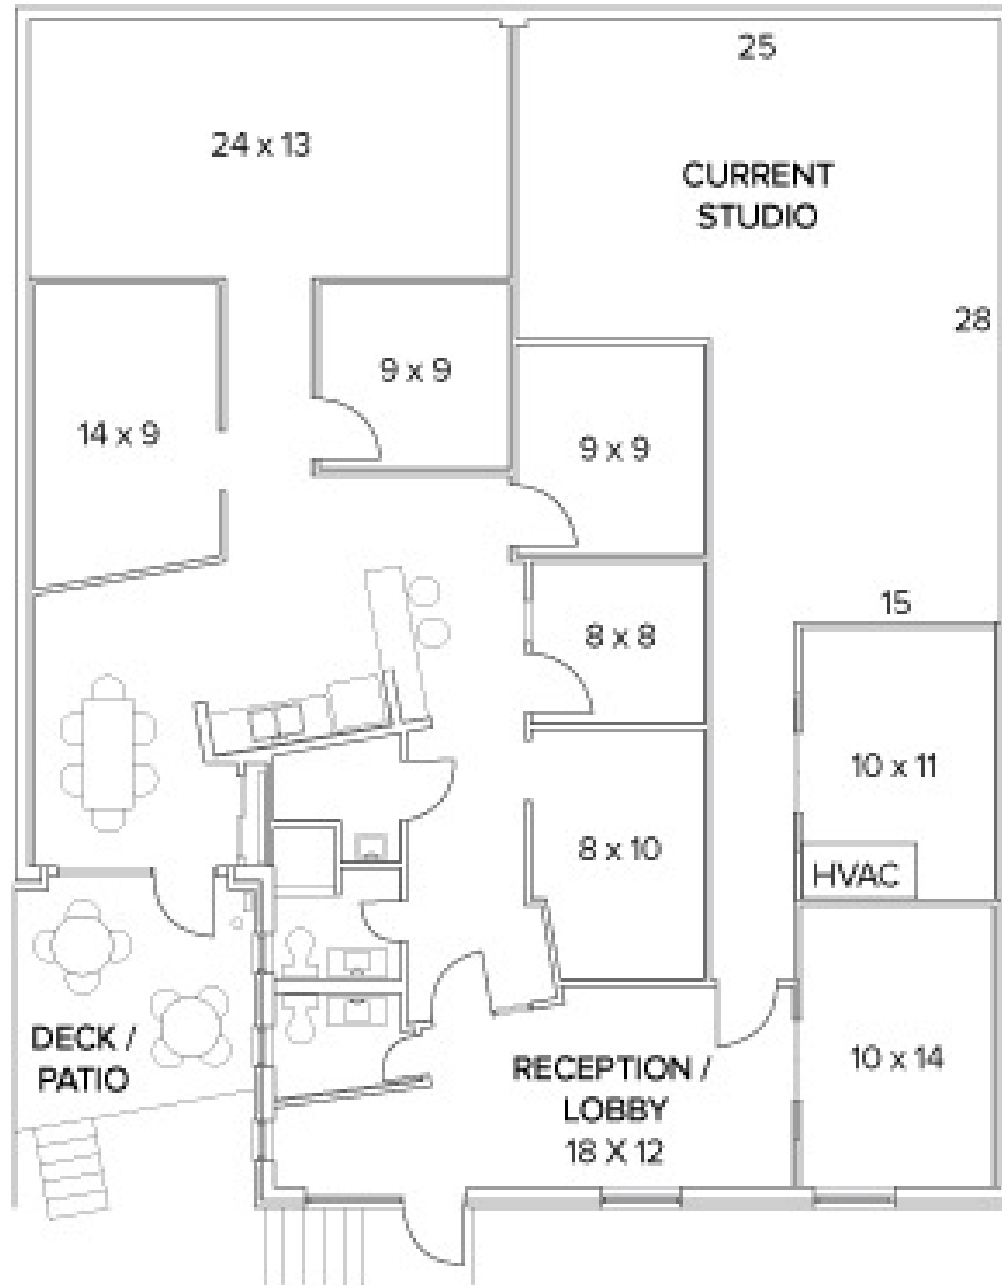 25
24 x 13
CURRENT
STUDIO
28
9 x 9
14 x 9
9 x 9
15
8 x 8
10 x 11
8 x 10
HVAC
DECK /
PATIO
RECEPTION /
LOBBY
18 X 12
10 x 14